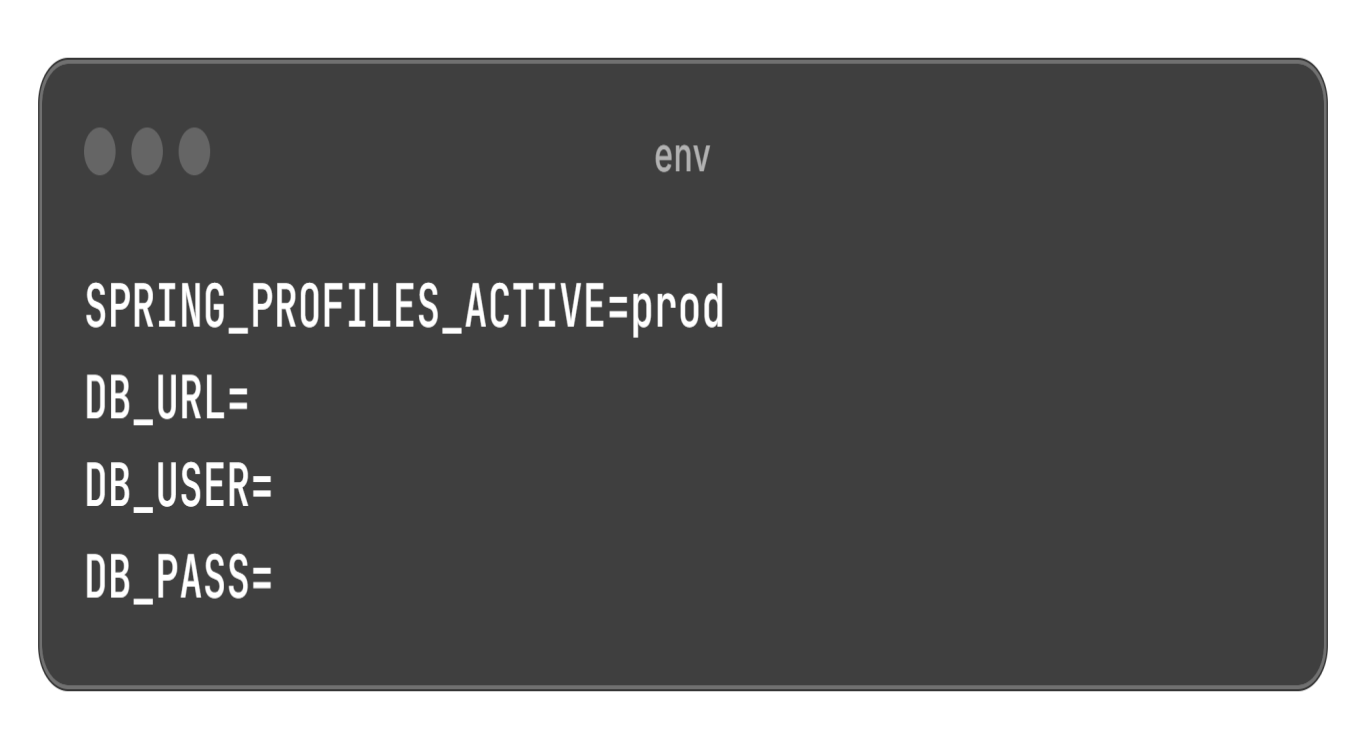 env
SPRING_PROFILES_ACTIVE=prod
DB_URL=
DB_USER=
DB_PASS=